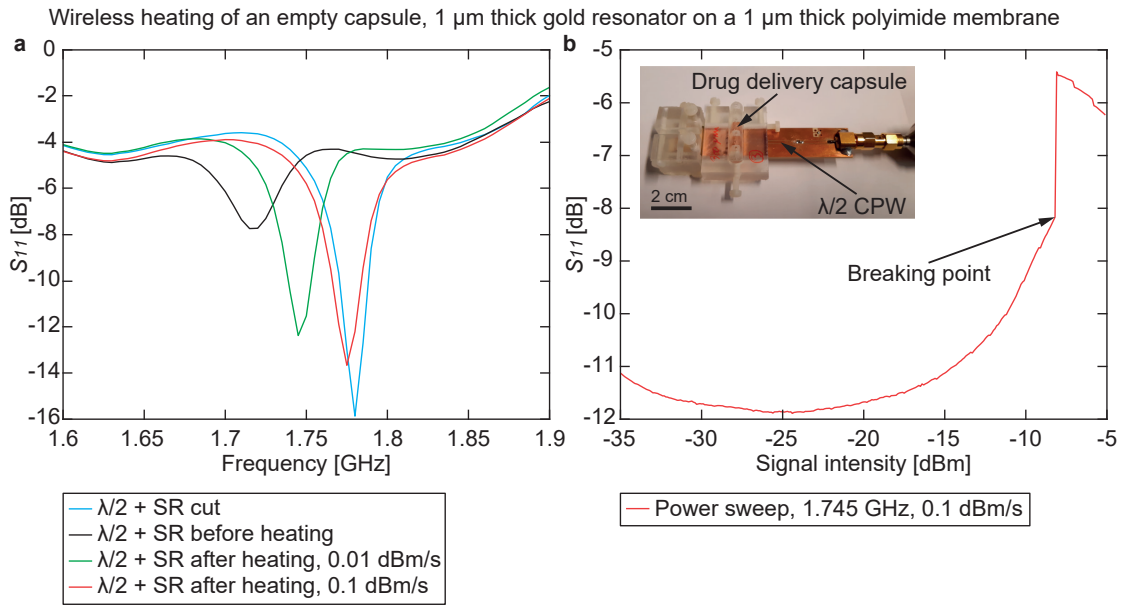 Wireless heating of an empty capsule, 1 μm thick gold resonator on a 1 μm thick polyimide membrane
a
0
-2
-4
-6
-8
-10
-12
-14
-16
S11 [dB]
1.6
1.65
1.7
1.75
1.8
1.85
1.9
Frequency [GHz]
λ/2 + SR cut
λ/2 + SR before heating
λ/2 + SR after heating, 0.01 dBm/s
λ/2 + SR after heating, 0.1 dBm/s
b
-5
-6
-7
-8
-9
-10
-11
-12
S11 [dB]
Drug delivery capsule
2 cm
λ/2 CPW
Breaking point
-35
-30
-25
-20
-15
-10
-5
Signal intensity [dBm]
Power sweep, 1.745 GHz, 0.1 dBm/s